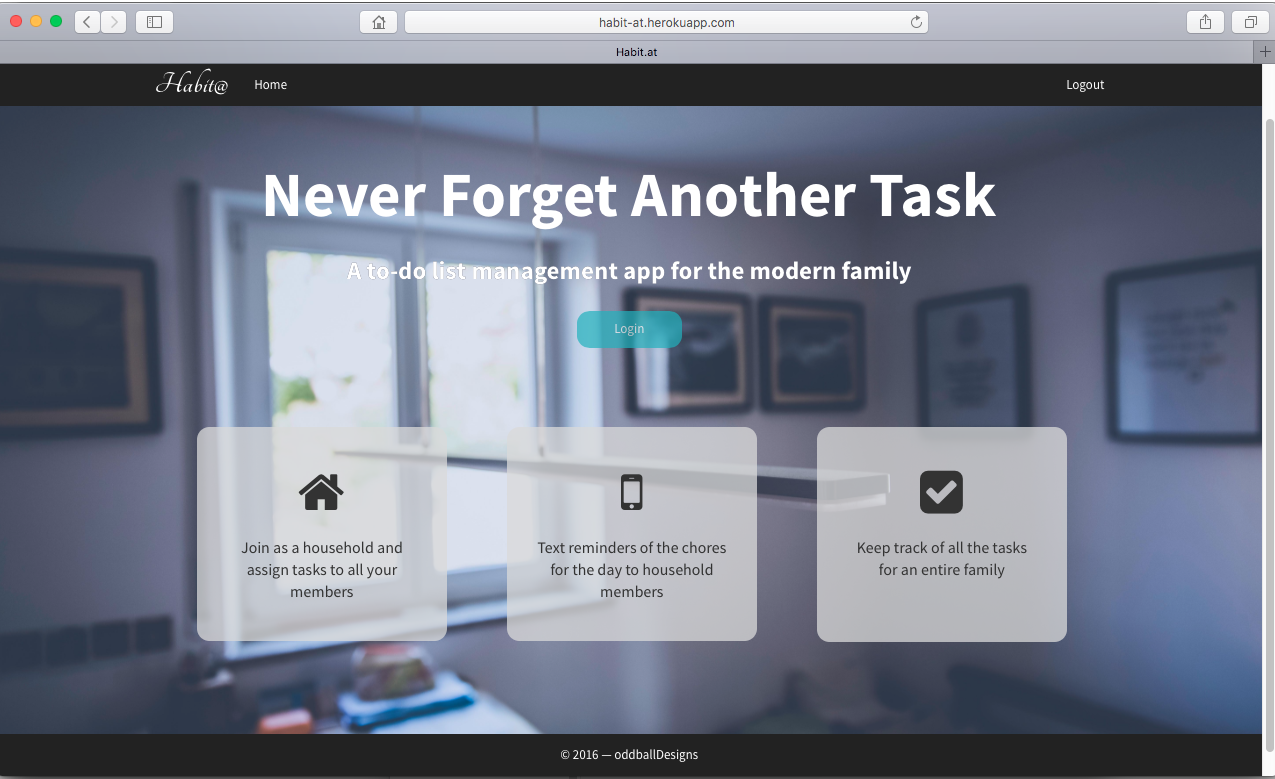 habit-at.herokuapp.com
Habit.at
Habit@ Home Logout
Never Forget Another Task
A to-do list management app for the modern family
Login
Join as a household and
assign tasks to all your
members
Text reminders of the chores
for the day to household
members
Keep track of all the tasks
for an entire family
© 2016 — oddballDesigns